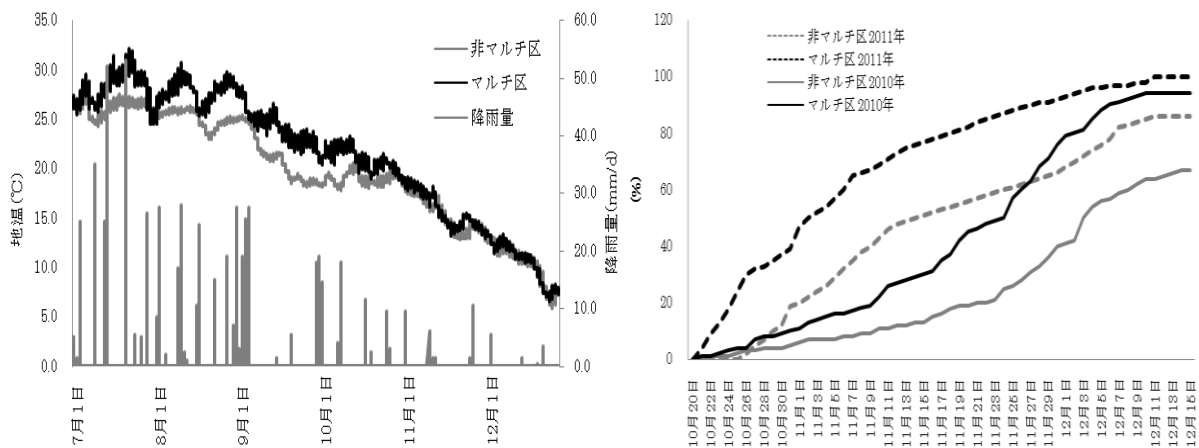 35.0
30.0
25.0
20.0
15.0
10.0
5.0
0.0
地温(℃)
60.0
50.0
40.0
30.0
20.0
10.0
0.0
降雨量(mm/d)
非マルチ区
マルチ区
降雨量
7月1日
8月1日
9月1日
10月1日
11月1日
12月1日
120
100
80
60
40
20
0
(%)
非マルチ区2011年
マルチ区2011年
非マルチ区2010年
マルチ区2010年
10月20日
10月22日
10月24日
10月26日
10月28日
10月30日
11月1日
11月3日
11月5日
11月7日
11月9日
11月11日
11月13日
11月15日
11月17日
11月19日
11月21日
11月23日
11月25日
11月27日
11月29日
12月1日
12月3日
12月5日
12月7日
12月9日
12月11日
12月13日
12月15日